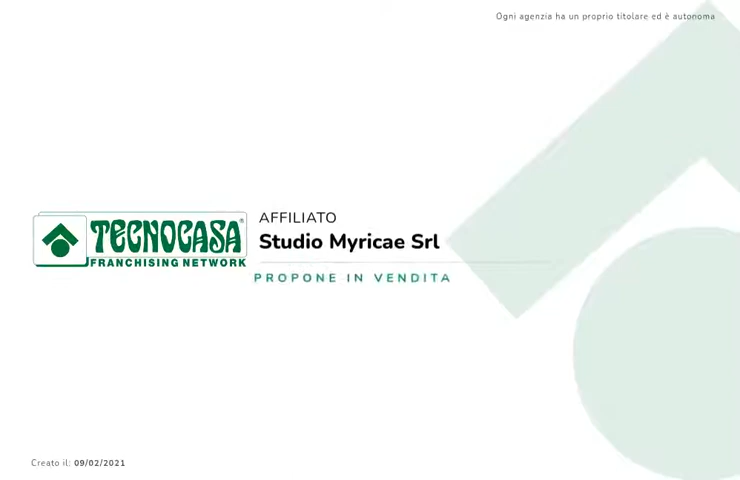 Ogni agenzia ha un proprio titolare ed è autonoma
AFFILIATO
TECNOCASA®
Studio Myricae Srl
FRANCHISING NETWORK
PROPONE IN VENDITA
Creato il: 09/02/2021